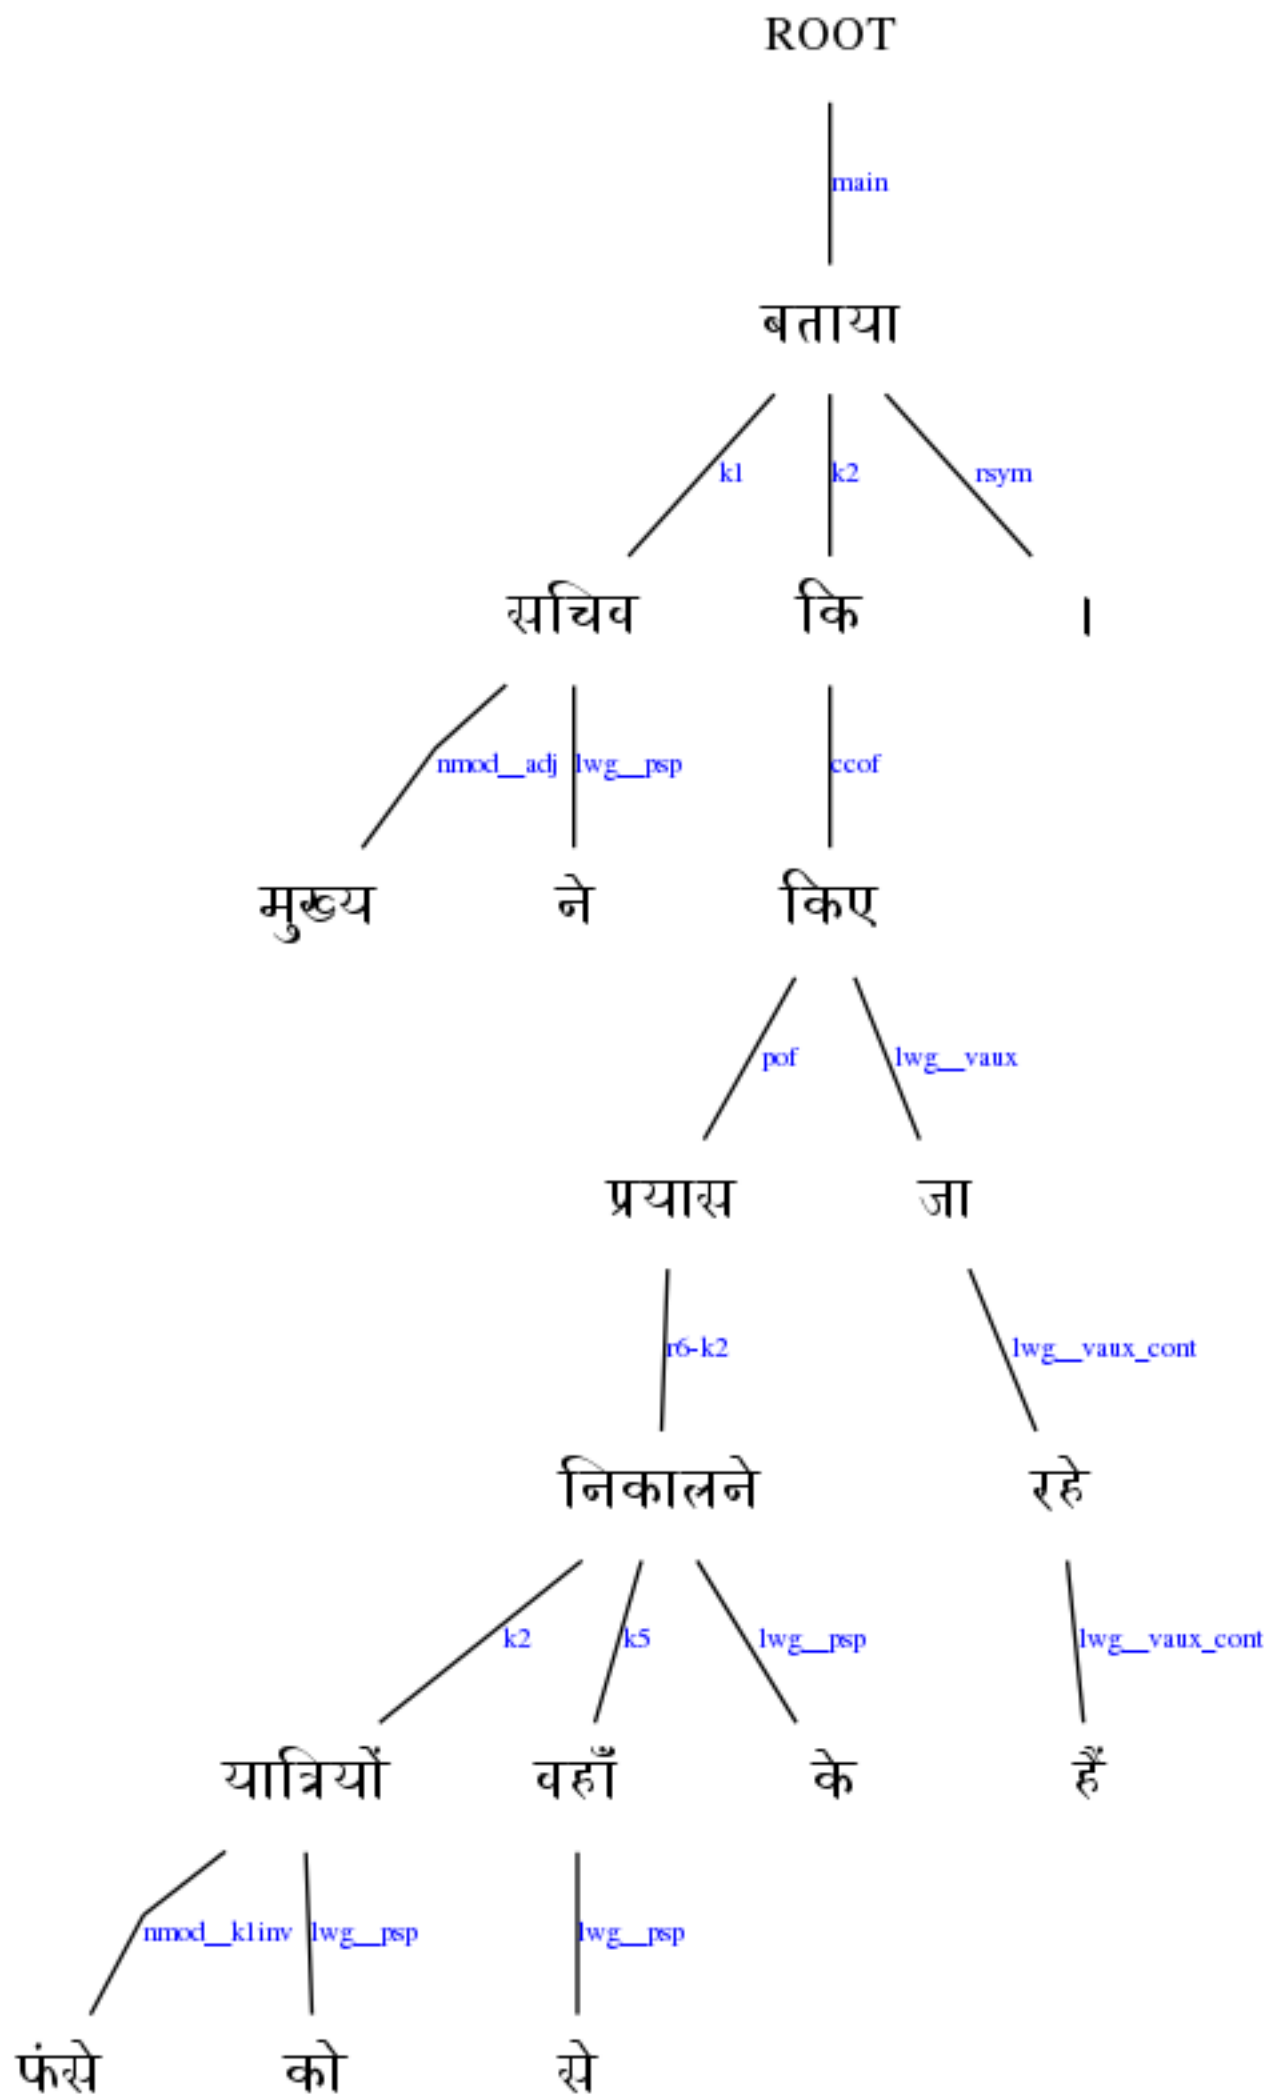 ROOT
main
बताया
k1 k2 rsym
सचिव कि ।
nmod__adj lwg__psp ccof
मुख्य ने किए
pof lwg__vaux
प्रयास जा
r6-k2 lwg__vaux_cont
निकालने रहे
k2 k5 lwg__psp lwg__vaux_cont
यात्रियों वहाँ के हैं
nmod__k1inv lwg__psp lwg__psp
फंसे को से